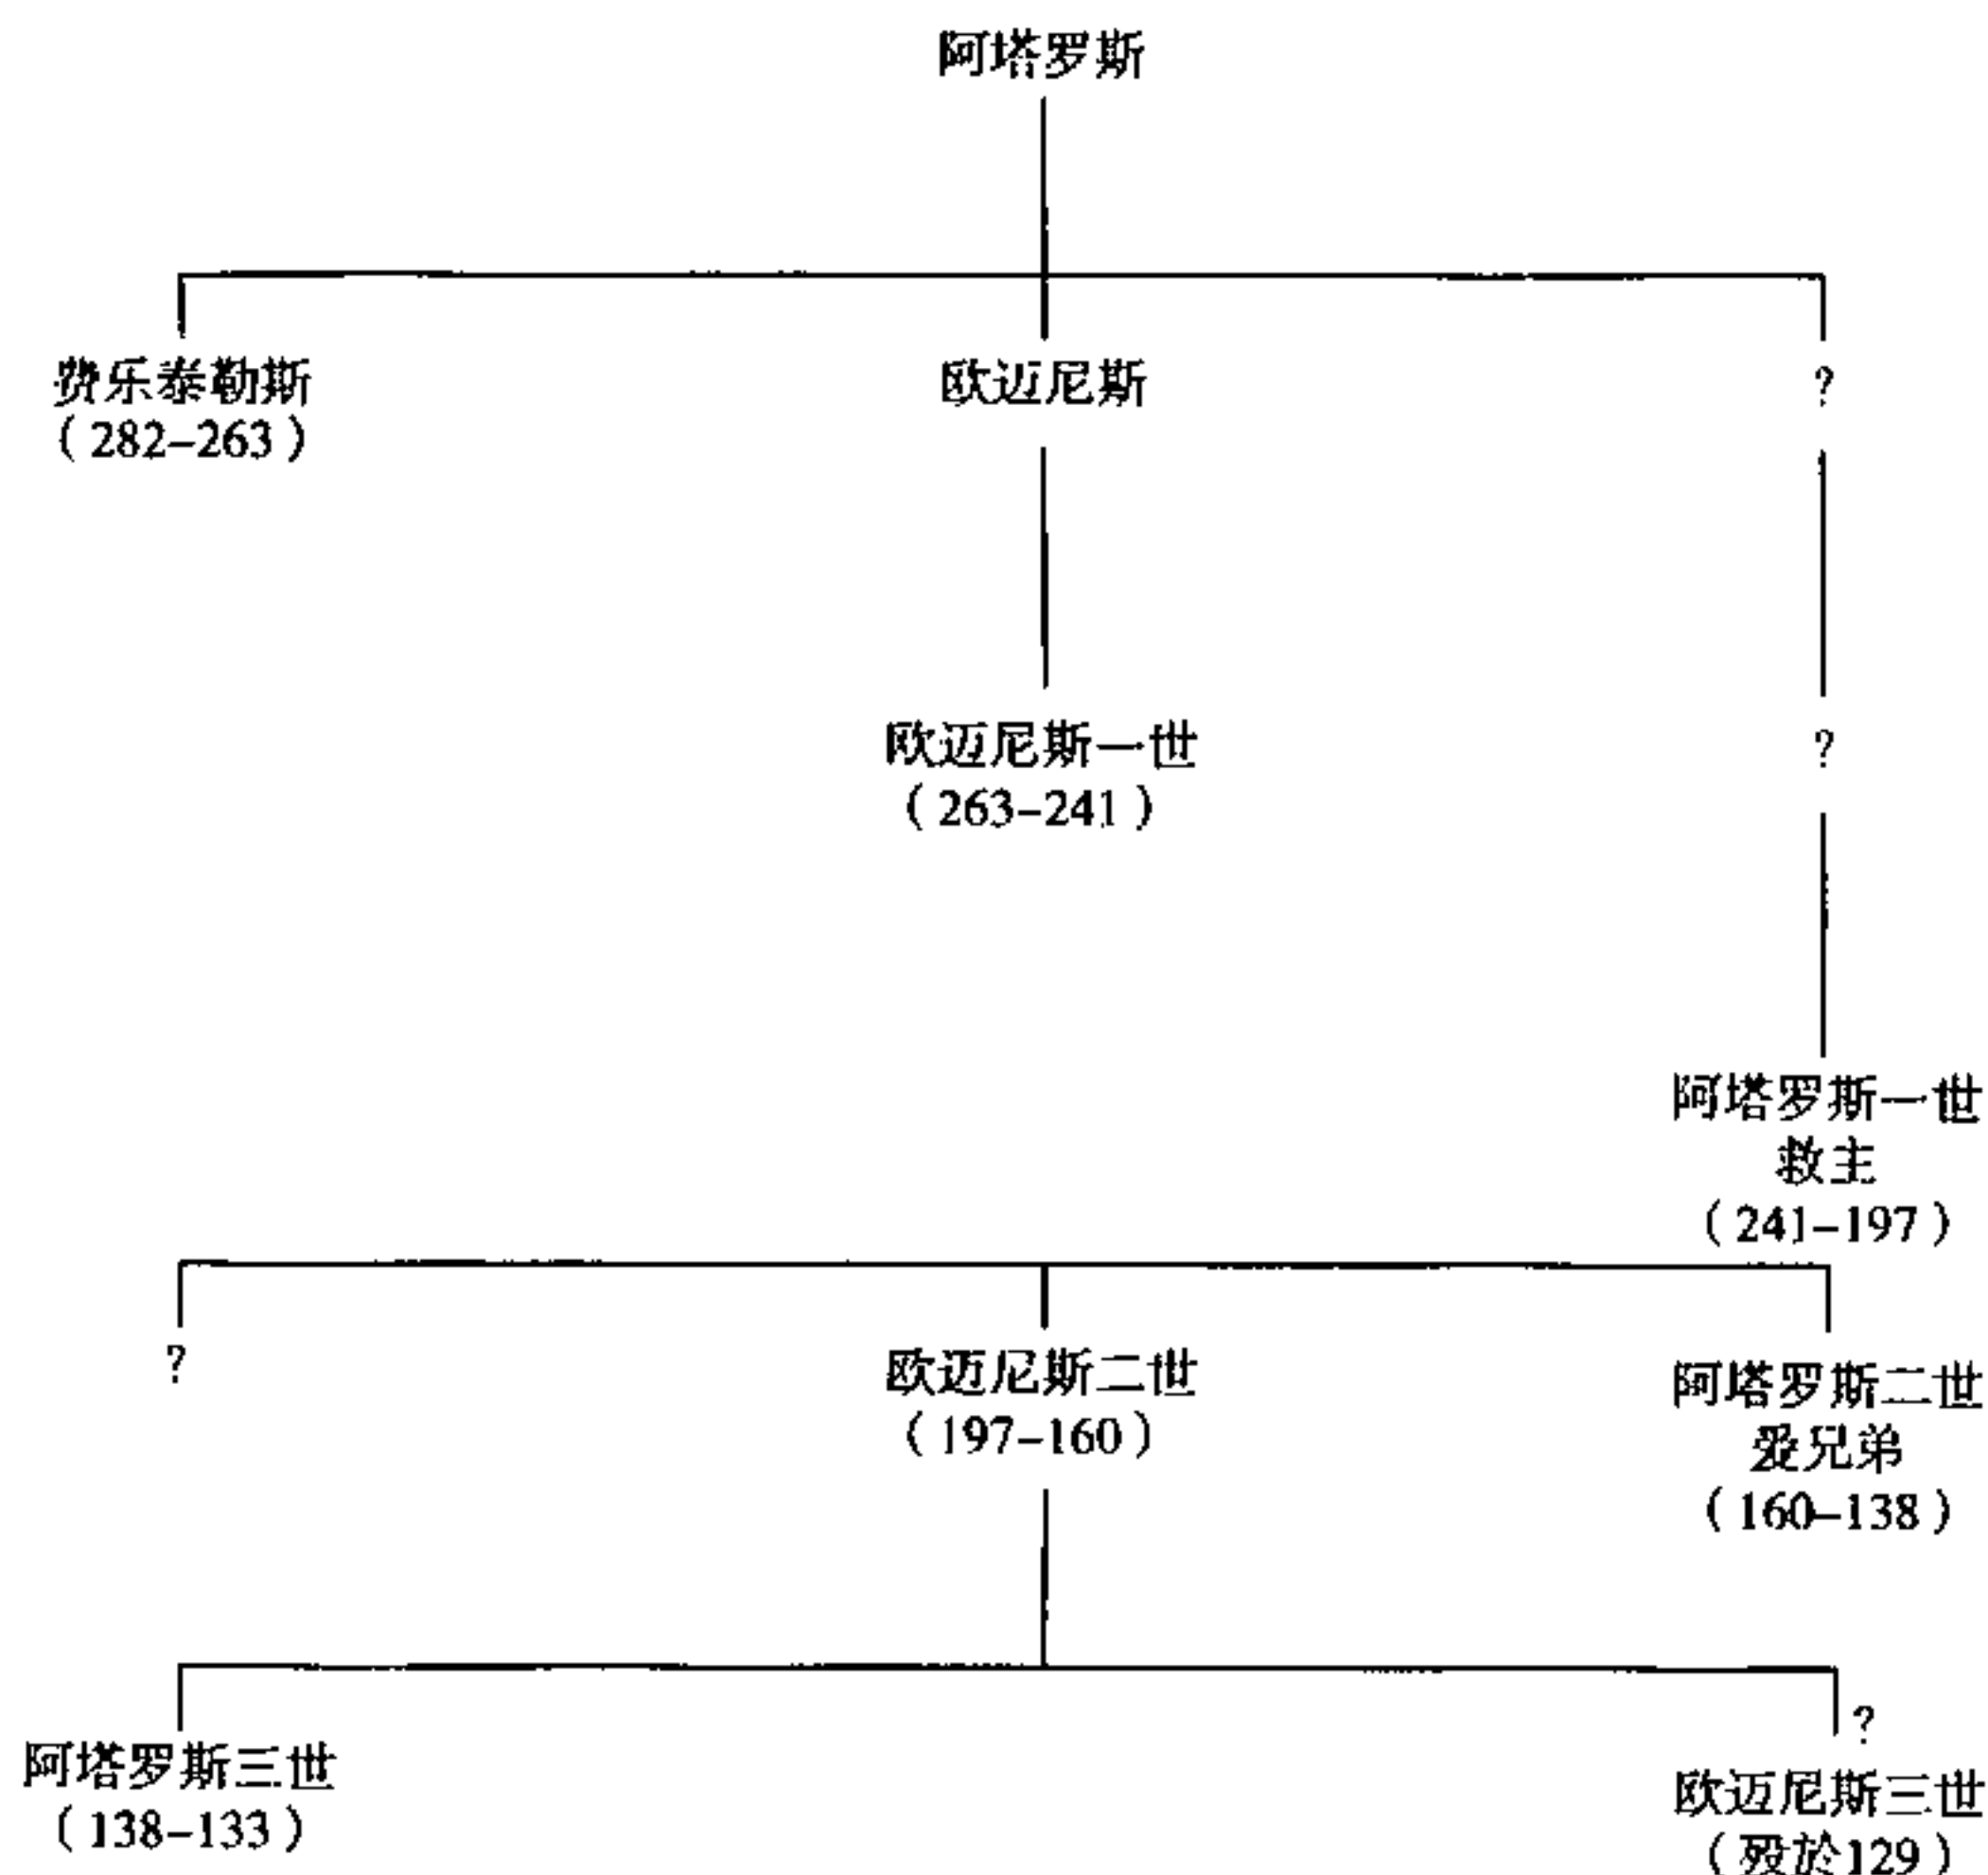 阿塔罗斯
费乐泰勒斯
（282–263）
欧迈尼斯
?
欧迈尼斯一世
（263–241）
?
阿塔罗斯一世
救主
（241–197）
?
欧迈尼斯二世
（197–160）
阿塔罗斯二世
爱兄弟
（160–138）
阿塔罗斯三世
（138–133）
?
欧迈尼斯三世
（殁於129）